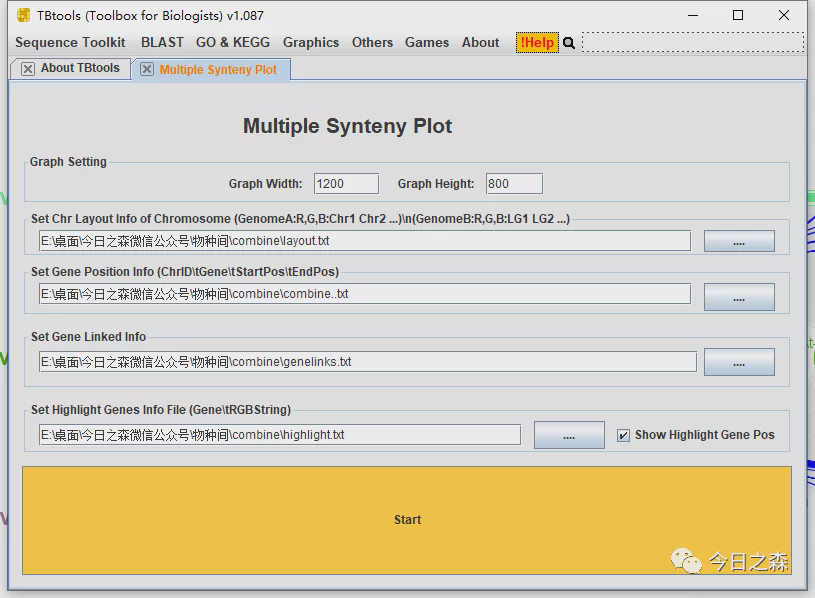 TBtools (Toolbox for Biologists) v1.087
Sequence Toolkit BLAST GO & KEGG Graphics Others Games About !Help
About TBtools Multiple Synteny Plot
Multiple Synteny Plot
Graph Setting
Graph Width: 1200 Graph Height: 800
Set Chr Layout Info of Chromosome (GenomeA:R,G,B:Chr1 Chr2 ...)\n(GenomeB:R,G,B:LG1 LG2 ...)
E:\桌面\今日之森微信公众号\物种间\combine\layout.txt ....
Set Gene Position Info (ChrID\tGene\tStartPos\tEndPos)
E:\桌面\今日之森微信公众号\物种间\combine\combine..txt ....
Set Gene Linked Info
E:\桌面\今日之森微信公众号\物种间\combine\genelinks.txt ....
Set Highlight Genes Info File (Gene\tRGBString)
E:\桌面\今日之森微信公众号\物种间\combine\highlight.txt .... Show Highlight Gene Pos
Start
今日之森